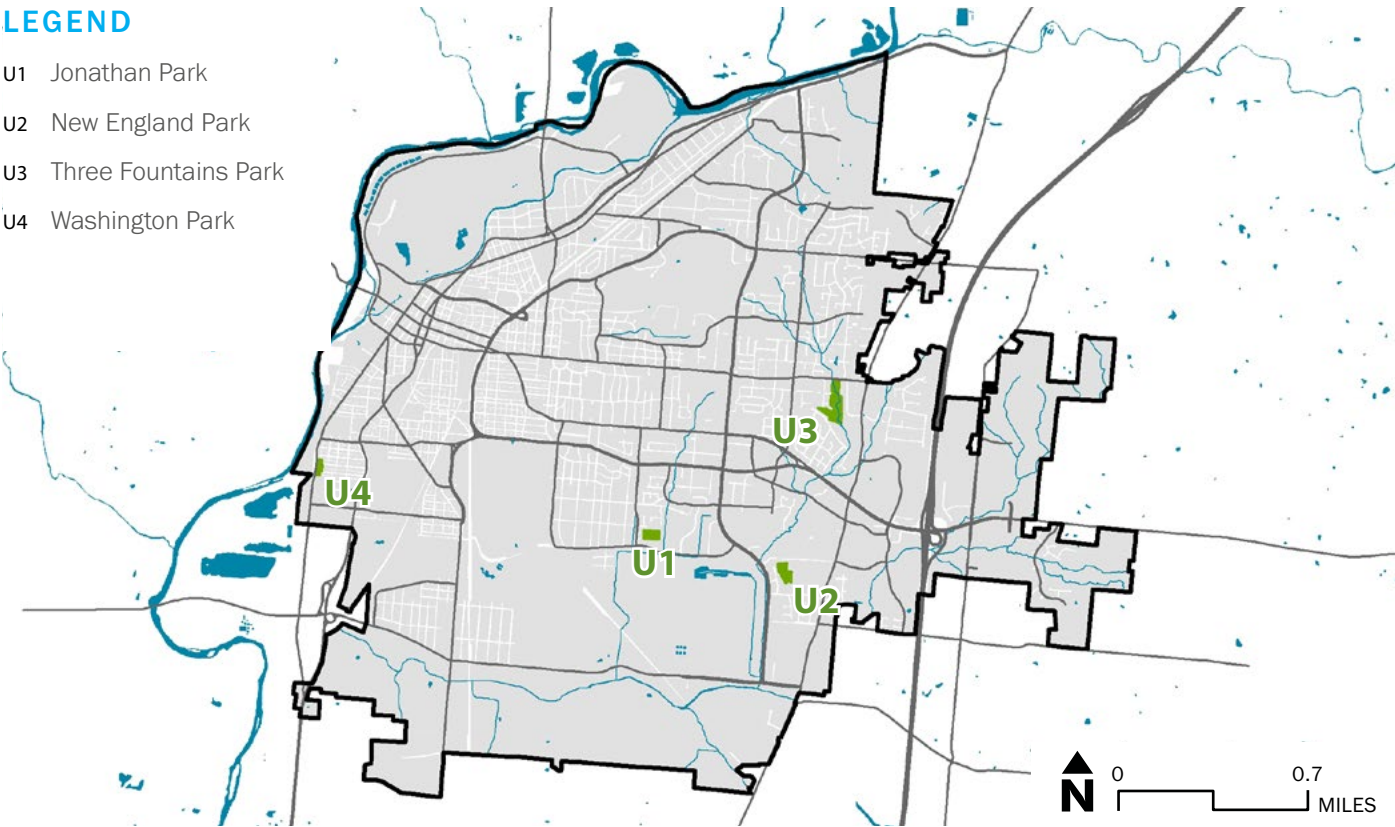 LEGEND
U1 Jonathan Park
U2 New England Park
U3 Three Fountains Park
U4 Washington Park
U3
U4
U1
U2
N
0 0.7
MILES